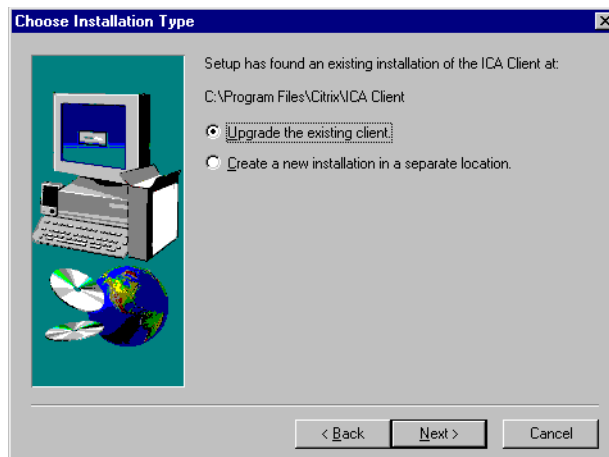 Choose Installation Type
Setup has found an existing installation of the ICA Client at:
C:\Program Files\Citrix\ICA Client
Upgrade the existing client.
Create a new installation in a separate location.
< Back
Next >
Cancel